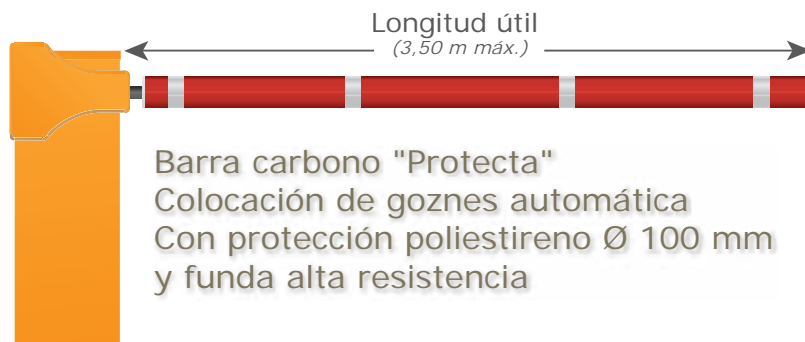 Longitud útil
(3,50 m máx.)
Barra carbono "Protecta"
Colocación de goznes automática
Con protección poliestireno Ø 100 mm
y funda alta resistencia